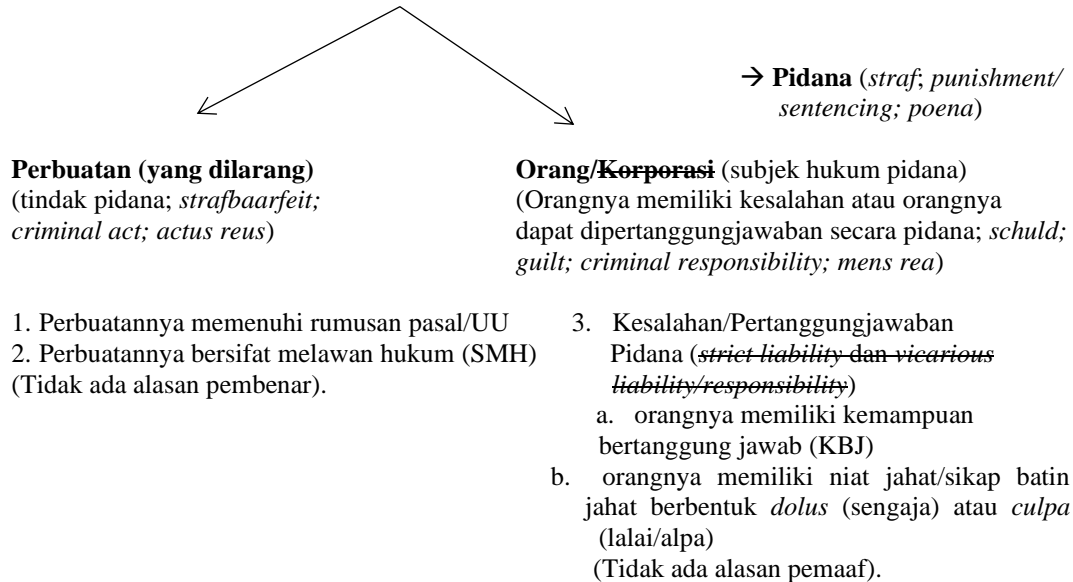 → Pidana (straf; punishment/
sentencing; poena)
Perbuatan (yang dilarang)
(tindak pidana; strafbaarfeit;
criminal act; actus reus)
Orang/Korporasi (subjek hukum pidana)
(Orangnya memiliki kesalahan atau orangnya
dapat dipertanggungjawaban secara pidana; schuld;
guilt; criminal responsibility; mens rea)
1. Perbuatannya memenuhi rumusan pasal/UU
2. Perbuatannya bersifat melawan hukum (SMH)
(Tidak ada alasan pembenar).
3. Kesalahan/Pertanggungjawaban
Pidana (strict liability dan vicarious
liability/responsibility)
a. orangnya memiliki kemampuan
bertanggung jawab (KBJ)
b. orangnya memiliki niat jahat/sikap batin
jahat berbentuk dolus (sengaja) atau culpa
(lalai/alpa)
(Tidak ada alasan pemaaf).